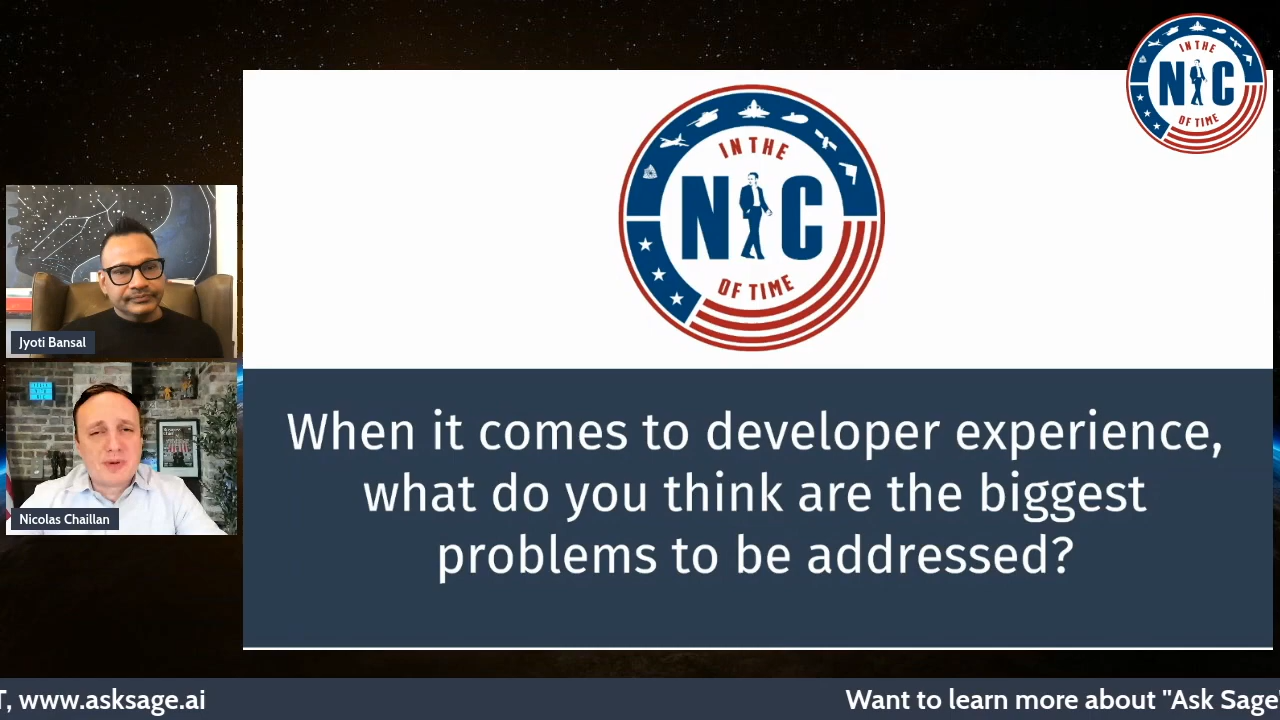 IN THE
NIC
OF TIME
IN THE
NIC
OF TIME
Jyoti Bansal
Nicolas Chaillan
When it comes to developer experience,
what do you think are the biggest
problems to be addressed?
T, www.asksage.ai
Want to learn more about "Ask Sage"